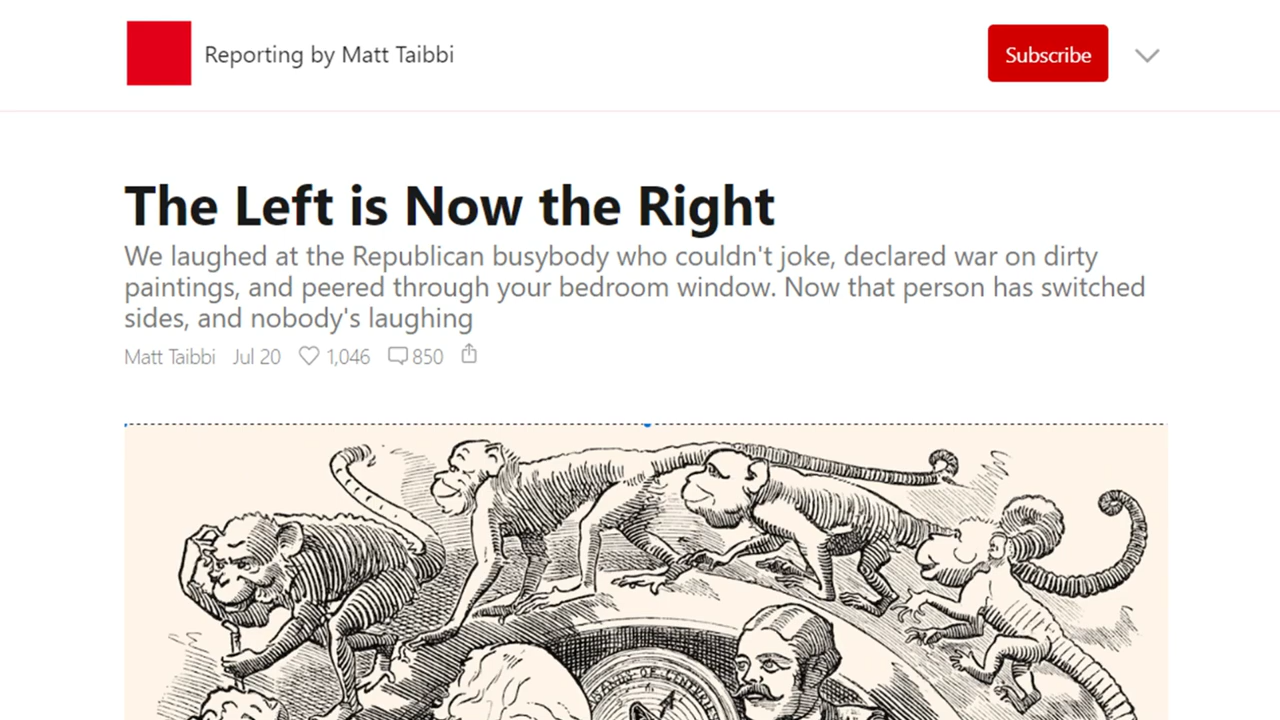 Reporting by Matt Taibbi
Subscribe
The Left is Now the Right
We laughed at the Republican busybody who couldn't joke, declared war on dirty
paintings, and peered through your bedroom window. Now that person has switched
sides, and nobody's laughing
Matt Taibbi Jul 20 1,046 850